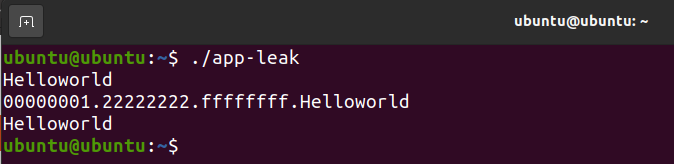 ubuntu@ubuntu: ~
ubuntu@ubuntu:~$ ./app-leak
Helloworld
00000001.22222222.ffffffff.Helloworld
Helloworld
ubuntu@ubuntu:~$